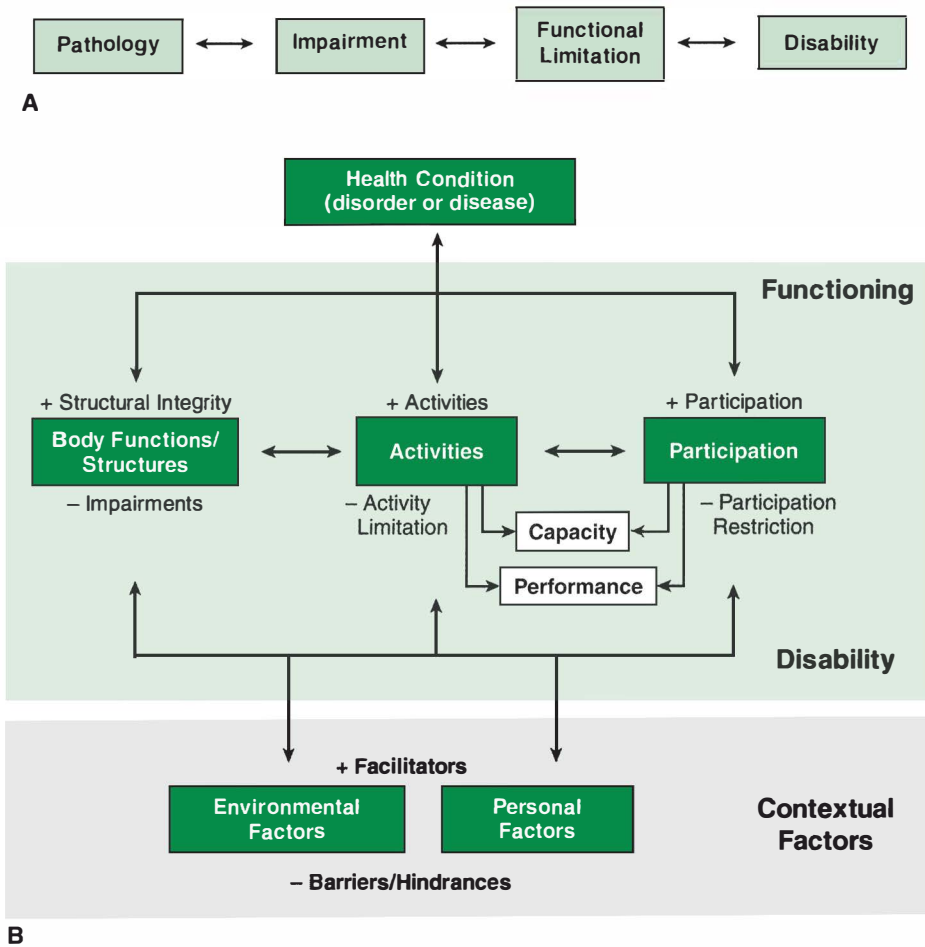 Pathology
Impairment
Functional
Limitation
Disability
A
Health Condition
(disorder or disease)
Functioning
+ Structural Integrity
+ Activities
+ Participation
Body Functions/
Structures
Activities
Participation
– Impairments
– Activity
Limitation
– Participation
Restriction
Capacity
Performance
Disability
+ Facilitators
Environmental
Factors
Personal
Factors
Contextual
Factors
– Barriers/Hindrances
B